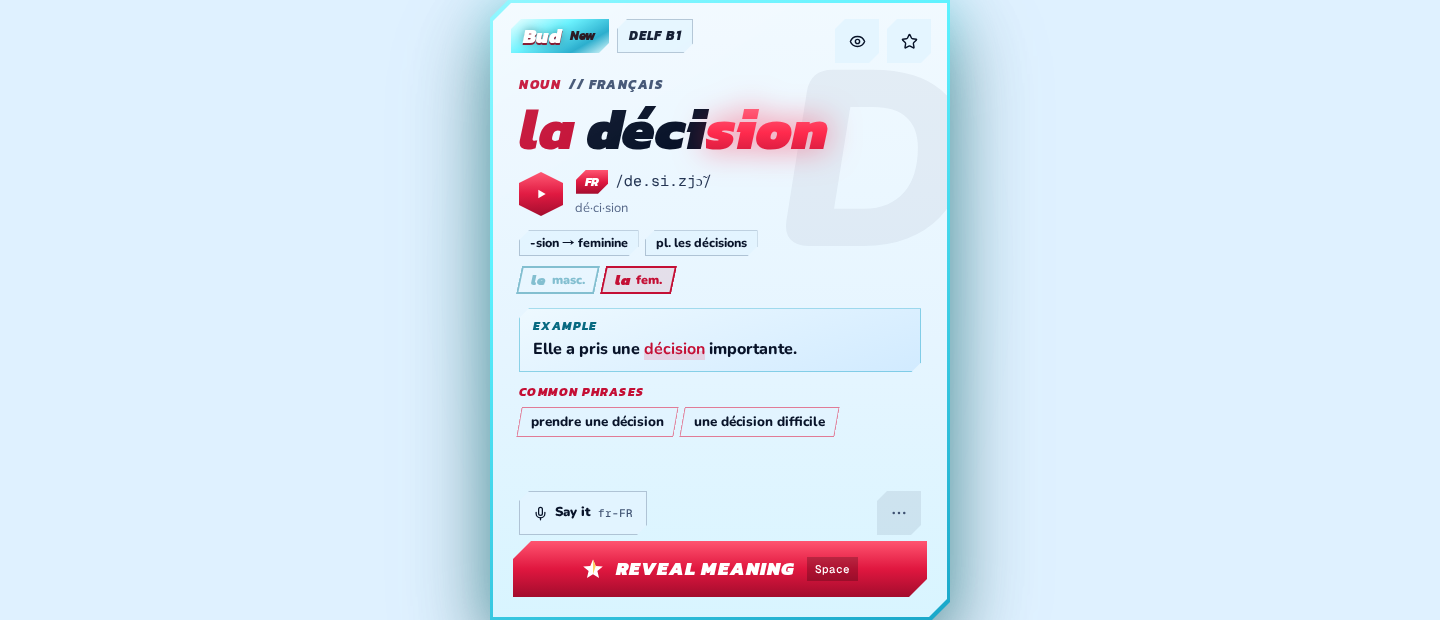 Bud New DELF B1
NOUN // FRANÇAIS
la décision
FR /de.si.zjɔ̃/
dé·ci·sion
-sion → feminine pl. les décisions
le masc. la fem.
EXAMPLE
Elle a pris une décision importante.
COMMON PHRASES
prendre une décision une décision difficile
Say it fr-FR
REVEAL MEANING Space
D